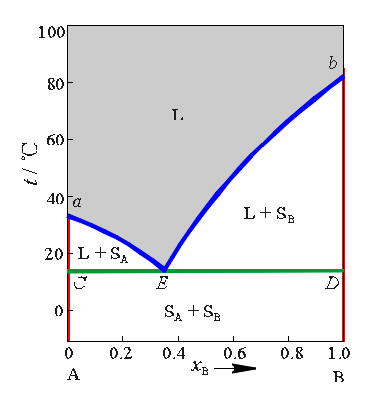 100
b
80
L
60
t / °C
40
a
L + S_B
20
L + S_A
C E D
0
S_A + S_B
0 0.2 0.4 0.6 0.8 1.0
x_B
A B